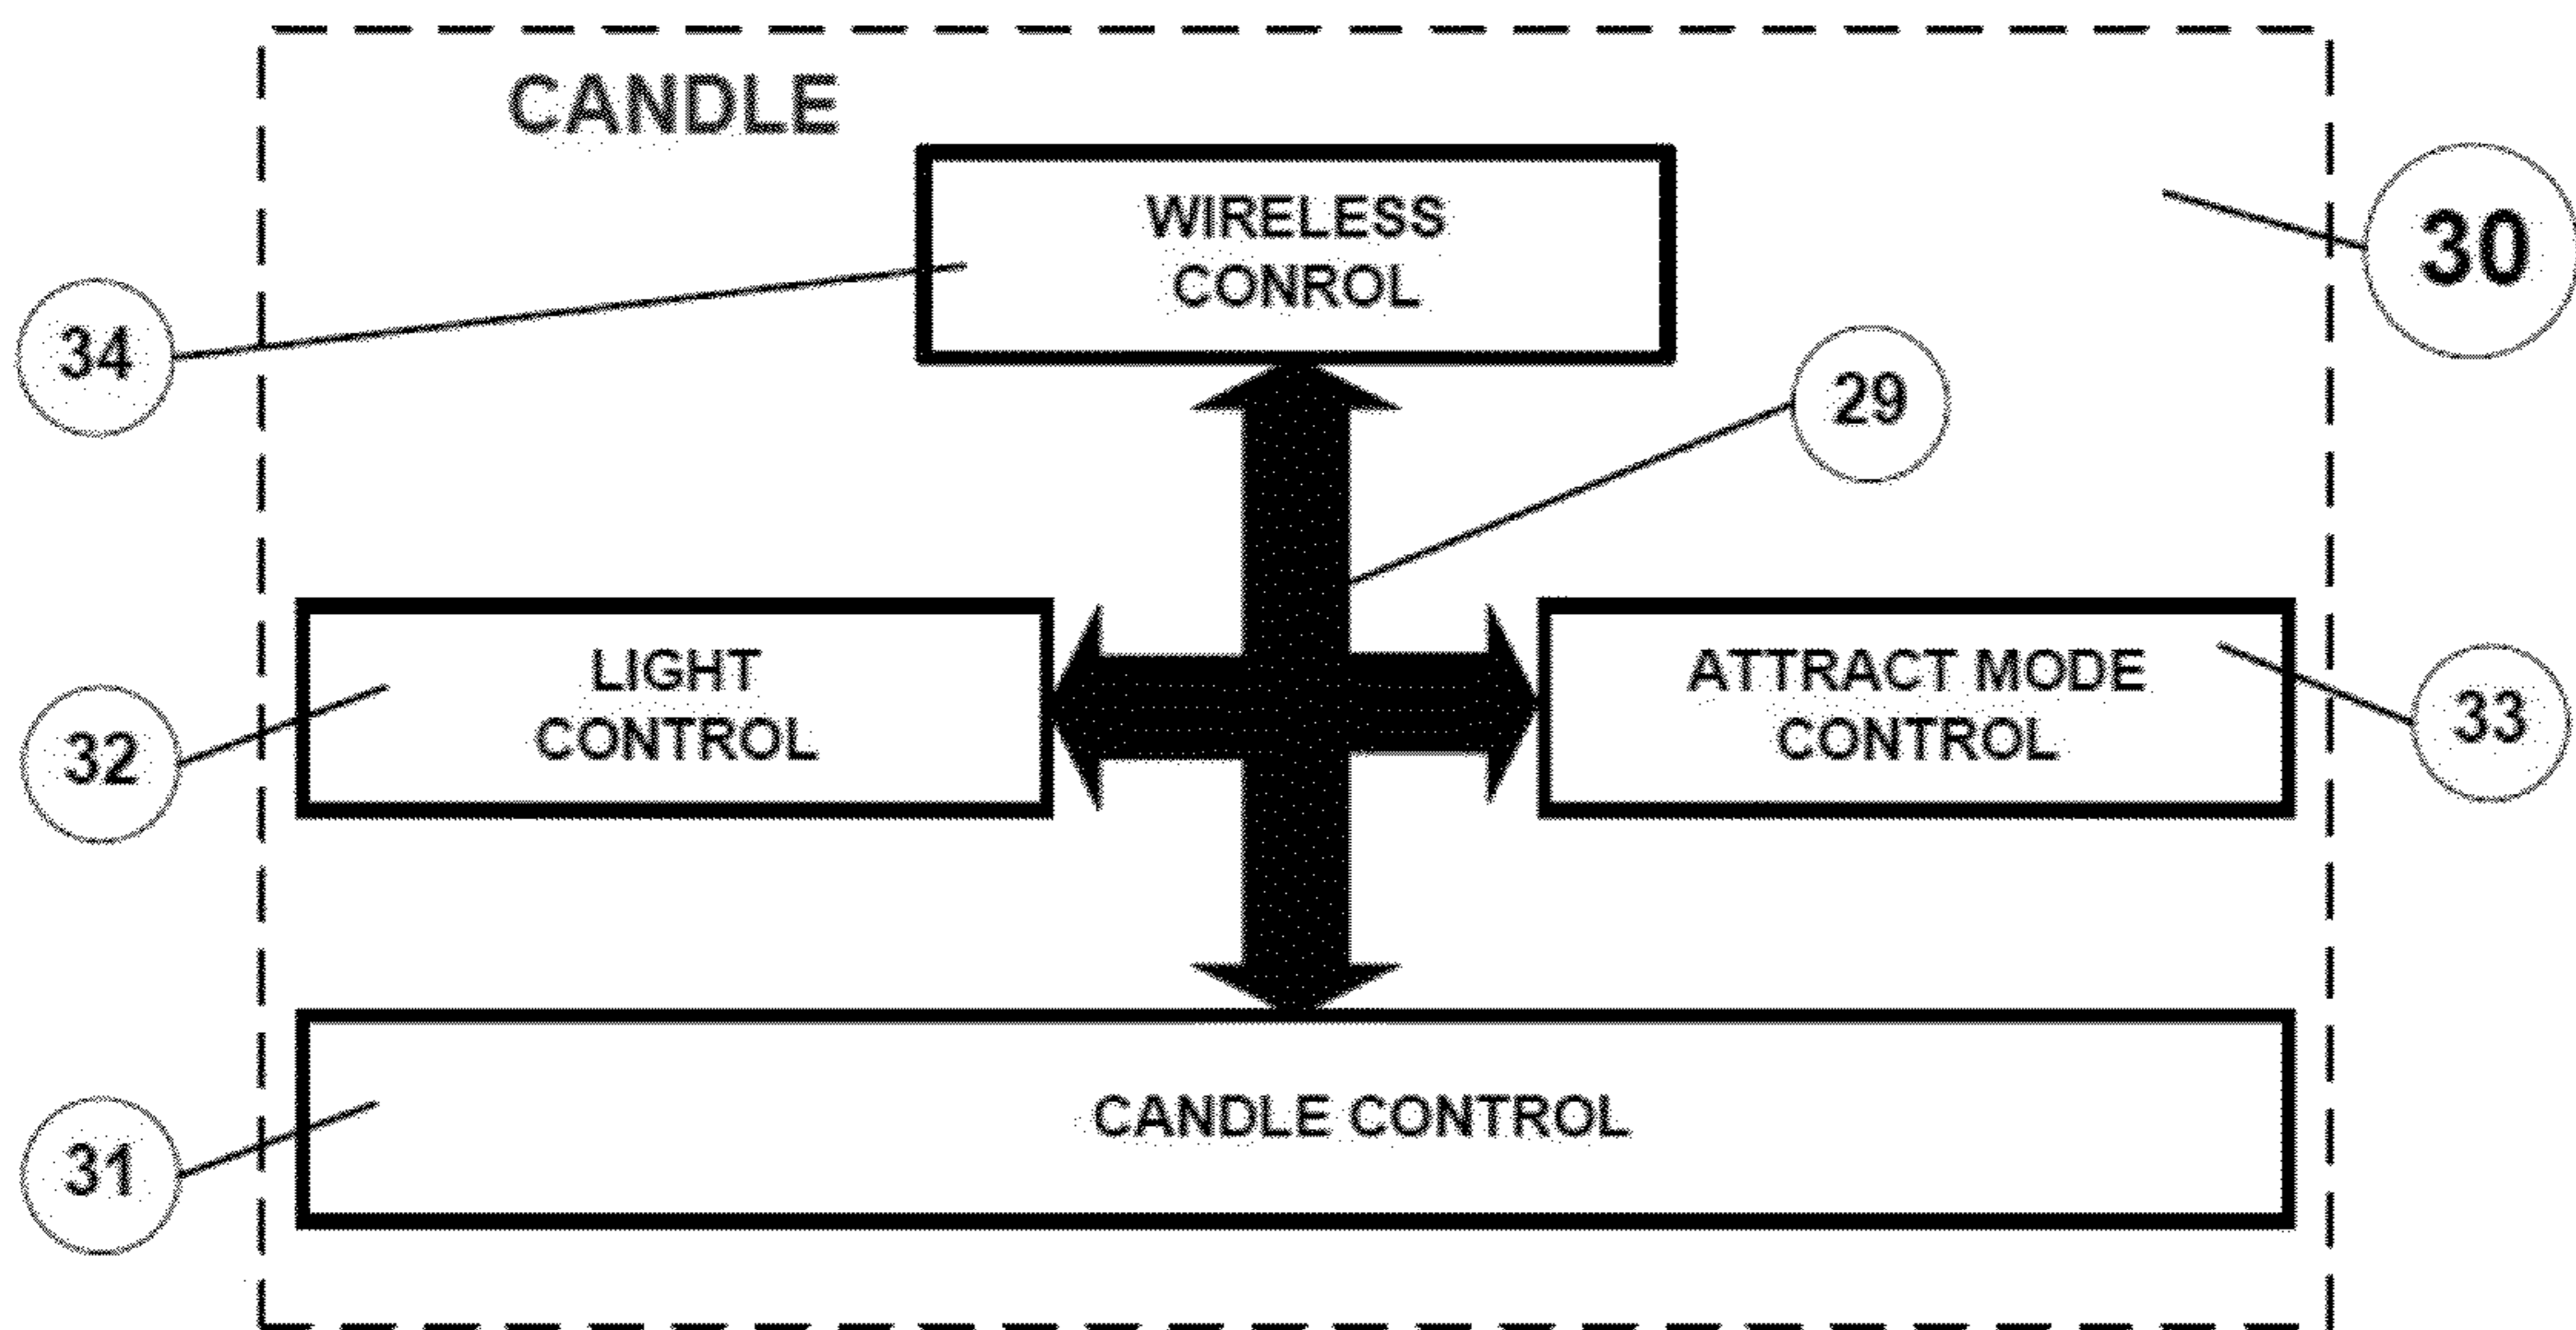 CANDLE
WIRELESS
CONROL
30
34
29
LIGHT
CONTROL
ATTRACT MODE
CONTROL
32
33
CANDLE CONTROL
31